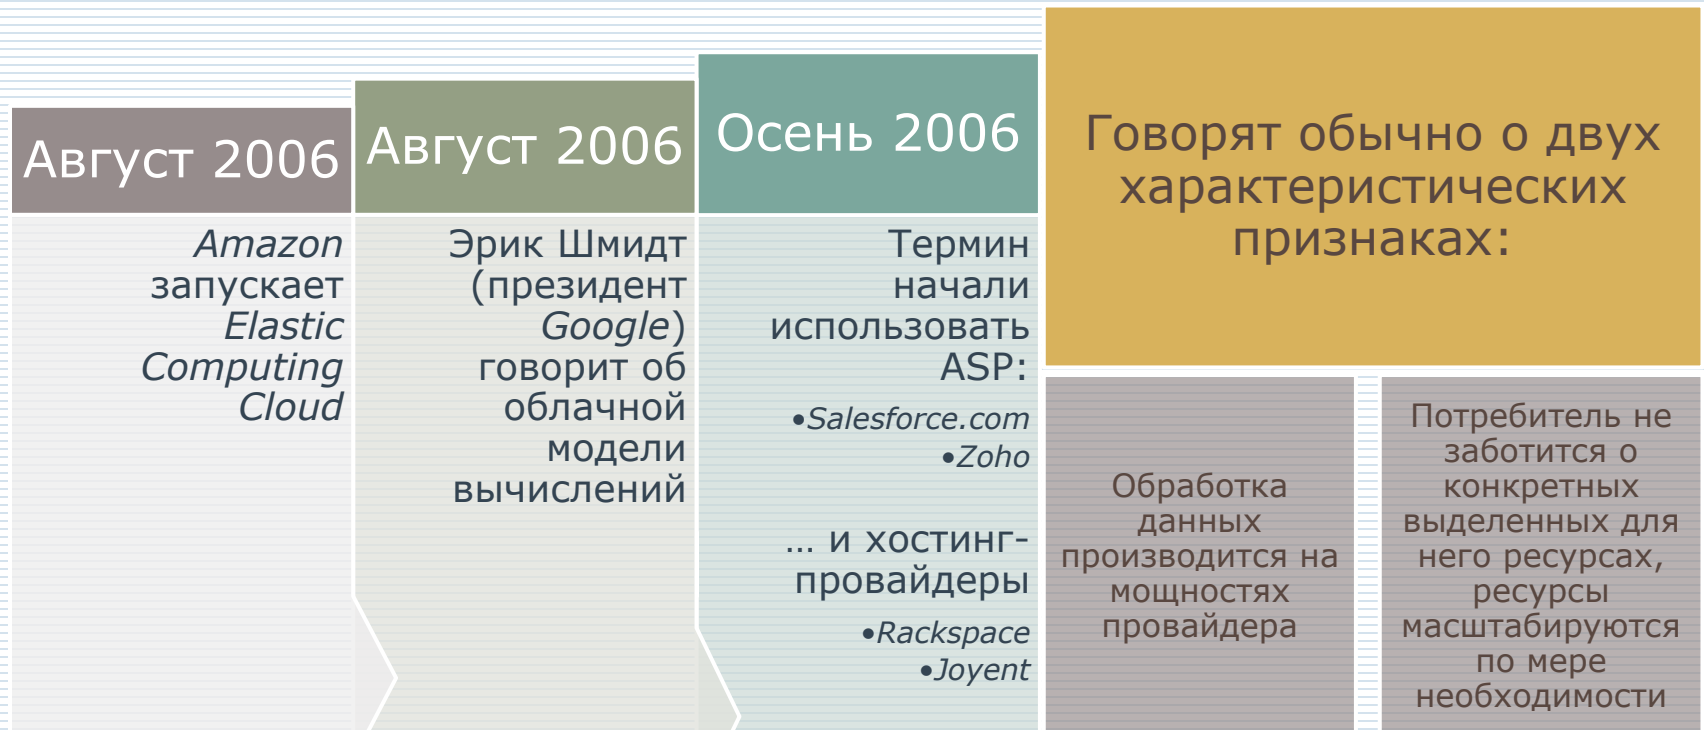 Август 2006
Amazon
запускает
Elastic
Computing
Cloud
Август 2006
Эрик Шмидт
(президент
Google)
говорит об
облачной
модели
вычислений
Осень 2006
Термин
начали
использовать
ASP:
•Salesforce.com
•Zoho
... и хостинг-
провайдеры
•Rackspace
•Joyent
Говорят обычно о двух
характеристических
признаках:
Обработка
данных
производится на
мощностях
провайдера
Потребитель не
заботится о
конкретных
выделенных для
него ресурсах,
ресурсы
масштабируются
по мере
необходимости